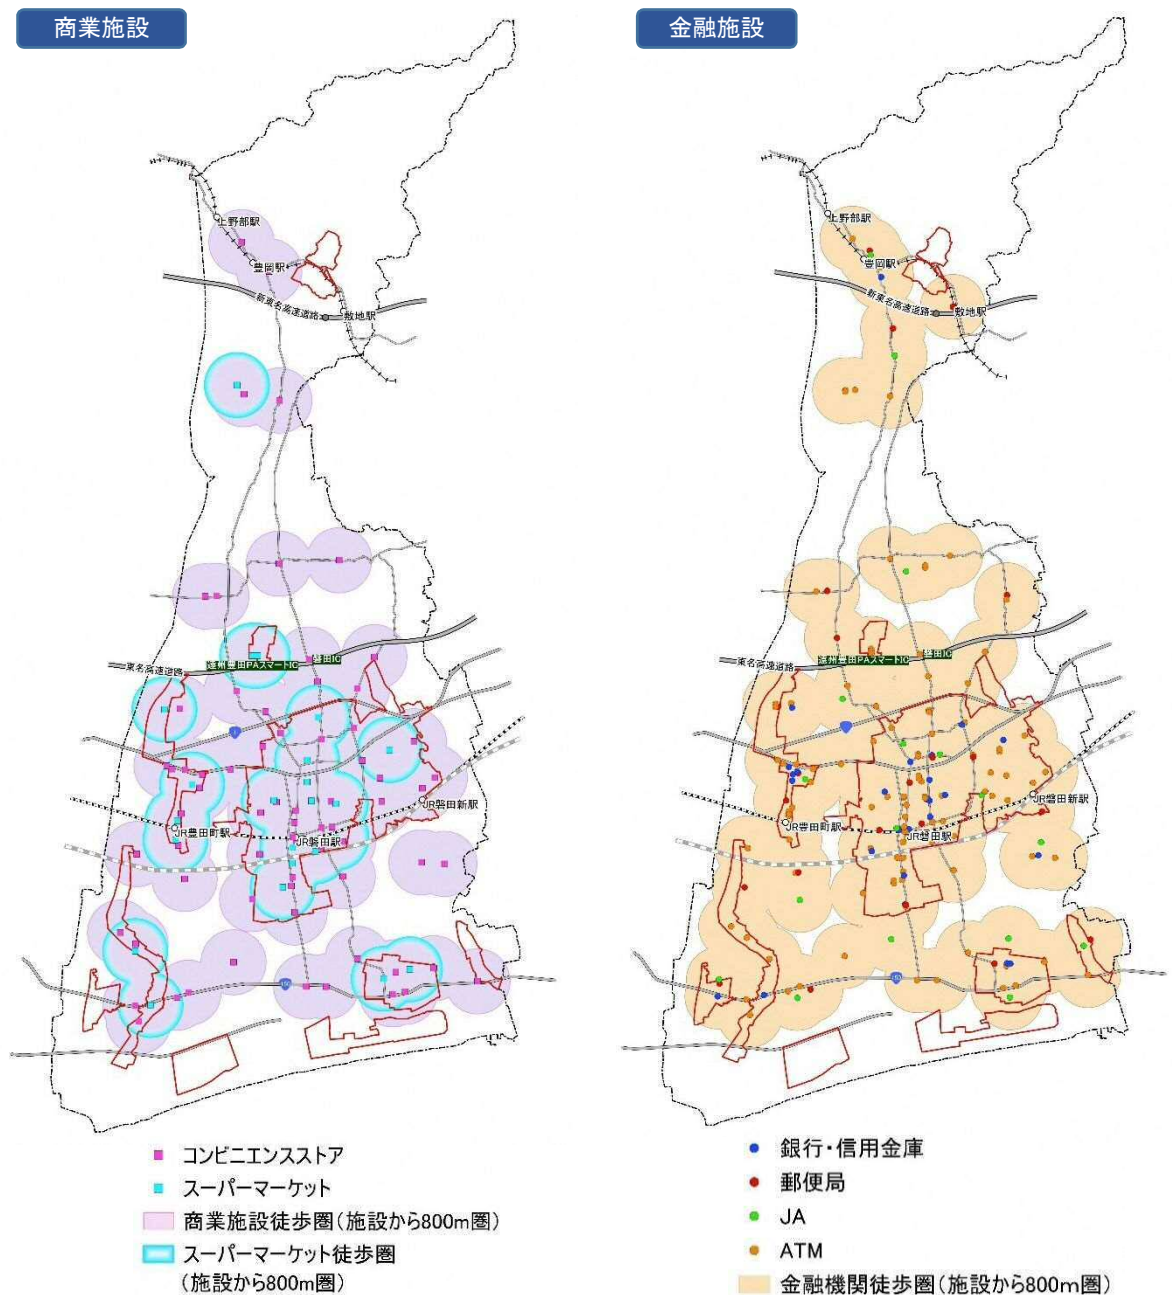 商業施設
上野部駅
豊岡駅
新東名高速道路
敷地駅
東名高速道路
遠州豊田PAスマートIC
磐田IC
1
JR磐田新駅
JR豊田町駅
JR磐田駅
150
コンビニエンスストア
スーパーマーケット
商業施設徒歩圏(施設から800m圏)
スーパーマーケット徒歩圏
(施設から800m圏)
金融施設
上野部駅
豊岡駅
新東名高速道路
敷地駅
東名高速道路
遠州豊田PAスマートIC
磐田IC
JR磐田新駅
JR豊田町駅
JR磐田駅
150
銀行・信用金庫
郵便局
JA
ATM
金融機関徒歩圏(施設から800m圏)